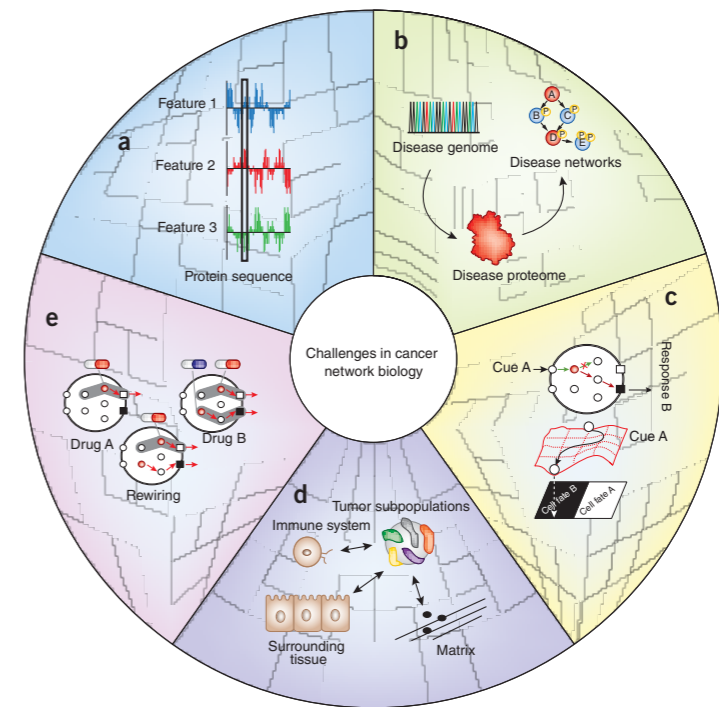 a
Feature 1
Feature 2
Feature 3
Protein sequence
b
Disease genome
A
B
P
C
P
D
P
E
P
P
Disease networks
Disease proteome
c
Cue A
Response B
Cue A
Cell fate B
Cell fate A
d
Tumor subpopulations
Immune system
Surrounding
tissue
Matrix
e
Drug A
Drug B
Rewiring
Challenges in cancer
network biology